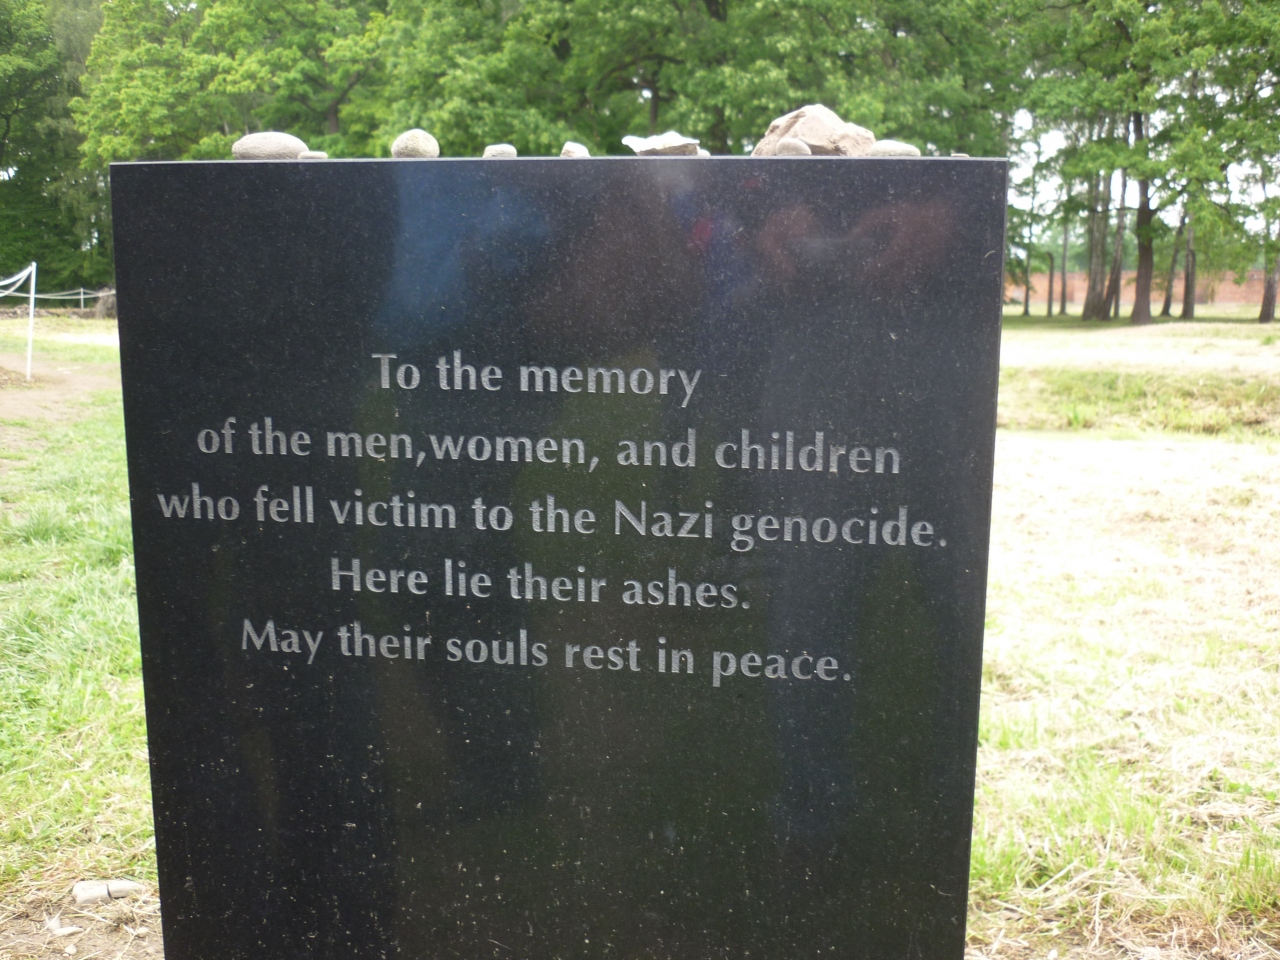 To the memory
of the men,women, and children
who fell victim to the Nazi genocide.
Here lie their ashes.
May their souls rest in peace.